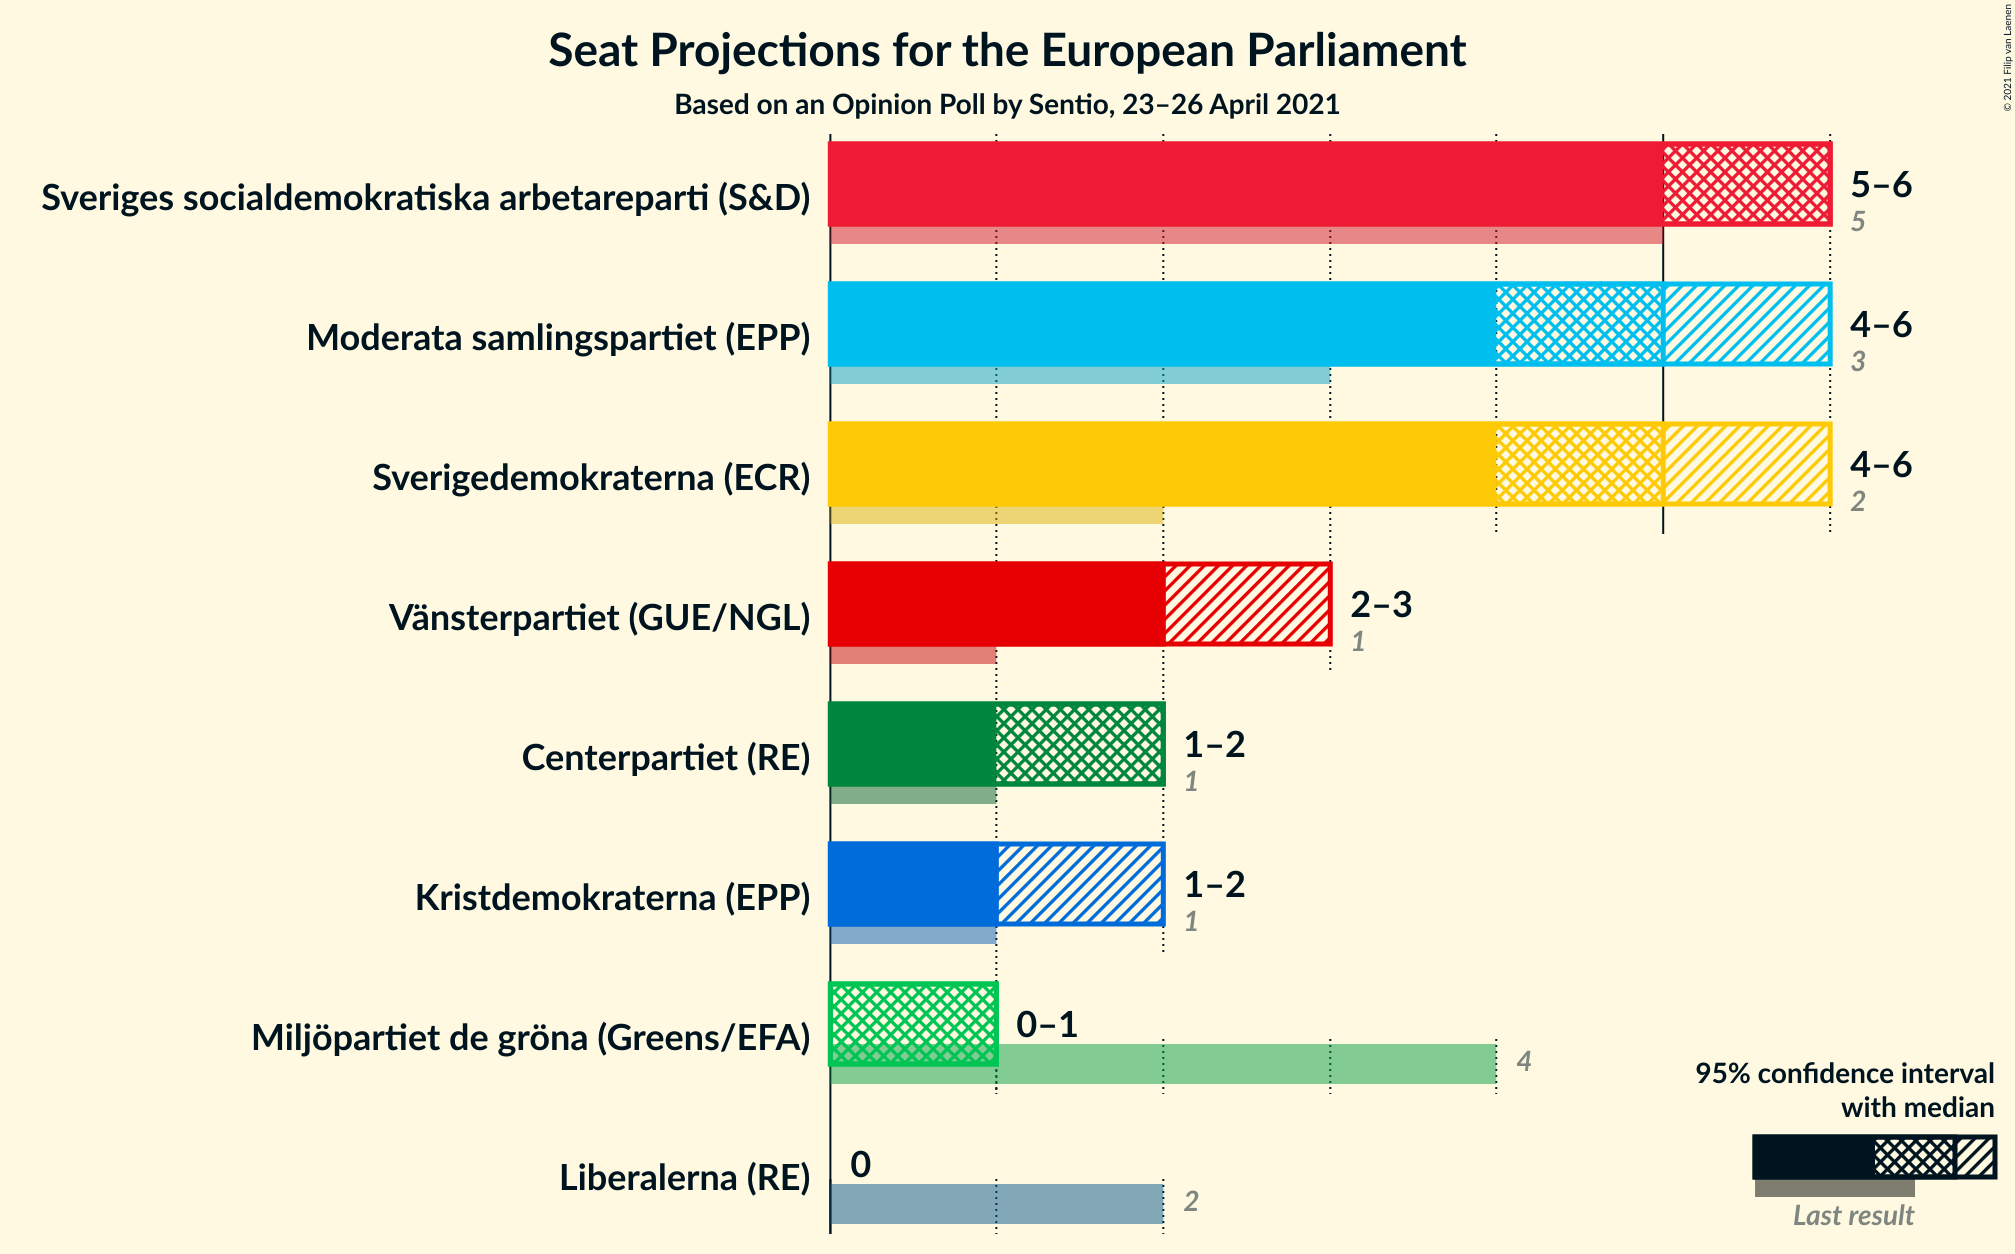 Seat Projections for the European Parliament
Based on an Opinion Poll by Sentio, 23–26 April 2021
© 2021 Filip van Laenen
Sveriges socialdemokratiska arbetareparti (S&D)
5–6
5
Moderata samlingspartiet (EPP)
4–6
3
Sverigedemokraterna (ECR)
4–6
2
Vänsterpartiet (GUE/NGL)
2–3
1
Centerpartiet (RE)
1–2
1
Kristdemokraterna (EPP)
1–2
1
Miljöpartiet de gröna (Greens/EFA)
0–1
4
Liberalerna (RE)
0
2
95% confidence interval
with median
Last result